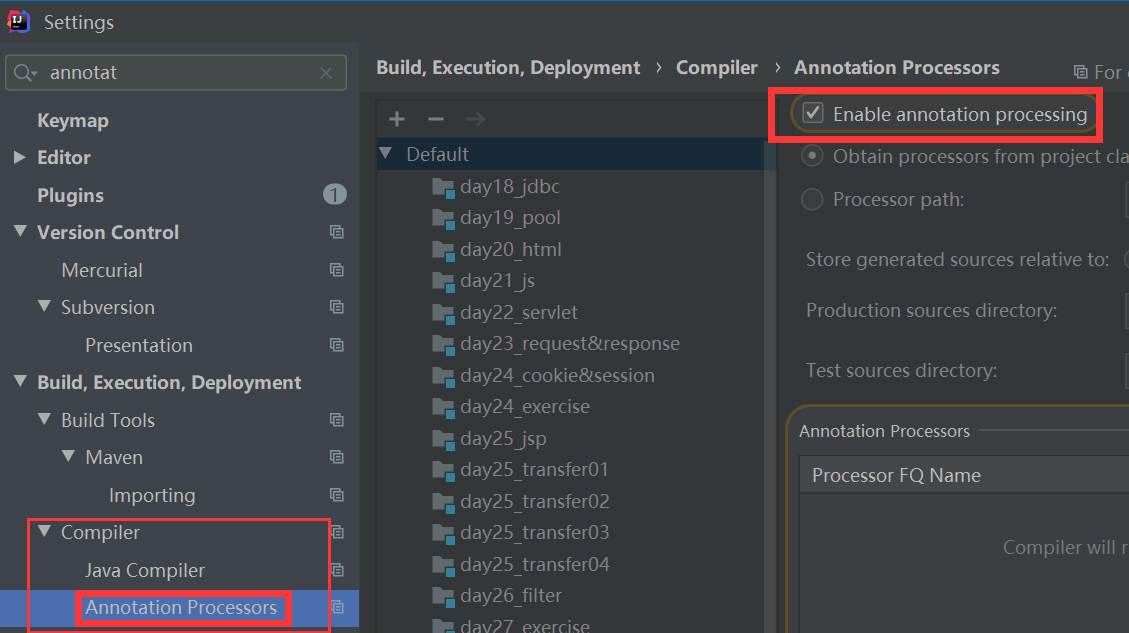 Settings
annotat
Keymap
Editor
Plugins 1
Version Control
Mercurial
Subversion
Presentation
Build, Execution, Deployment
Build Tools
Maven
Importing
Compiler
Java Compiler
Annotation Processors
Build, Execution, Deployment › Compiler › Annotation Processors
For
Default
day18_jdbc
day19_pool
day20_html
day21_js
day22_servlet
day23_request&response
day24_cookie&session
day24_exercise
day25_jsp
day25_transfer01
day25_transfer02
day25_transfer03
day25_transfer04
day26_filter
day27_exercise
Enable annotation processing
Obtain processors from project cla
Processor path:
Store generated sources relative to:
Production sources directory:
Test sources directory:
Annotation Processors
Processor FQ Name
Compiler will r